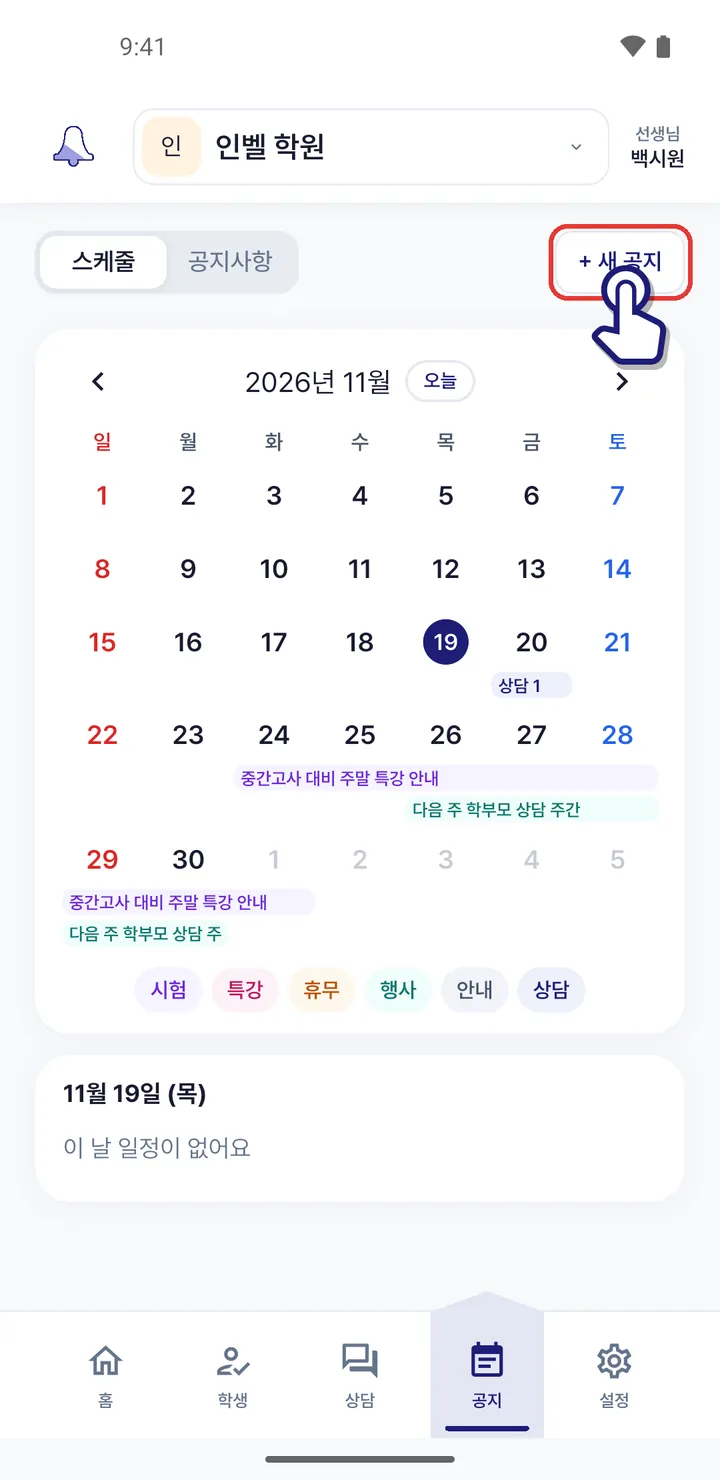 9:41
인 인벨 학원
선생님
백시원
스케줄 공지사항 + 새 공지
2026년 11월 오늘
일 월 화 수 목 금 토
1 2 3 4 5 6 7
8 9 10 11 12 13 14
15 16 17 18 19 20 21
상담 1
22 23 24 25 26 27 28
중간고사 대비 주말 특강 안내
다음 주 학부모 상담 주간
29 30 1 2 3 4 5
중간고사 대비 주말 특강 안내
다음 주 학부모 상담 주
시험 특강 휴무 행사 안내 상담
11월 19일 (목)
이 날 일정이 없어요
홈 학생 상담 공지 설정